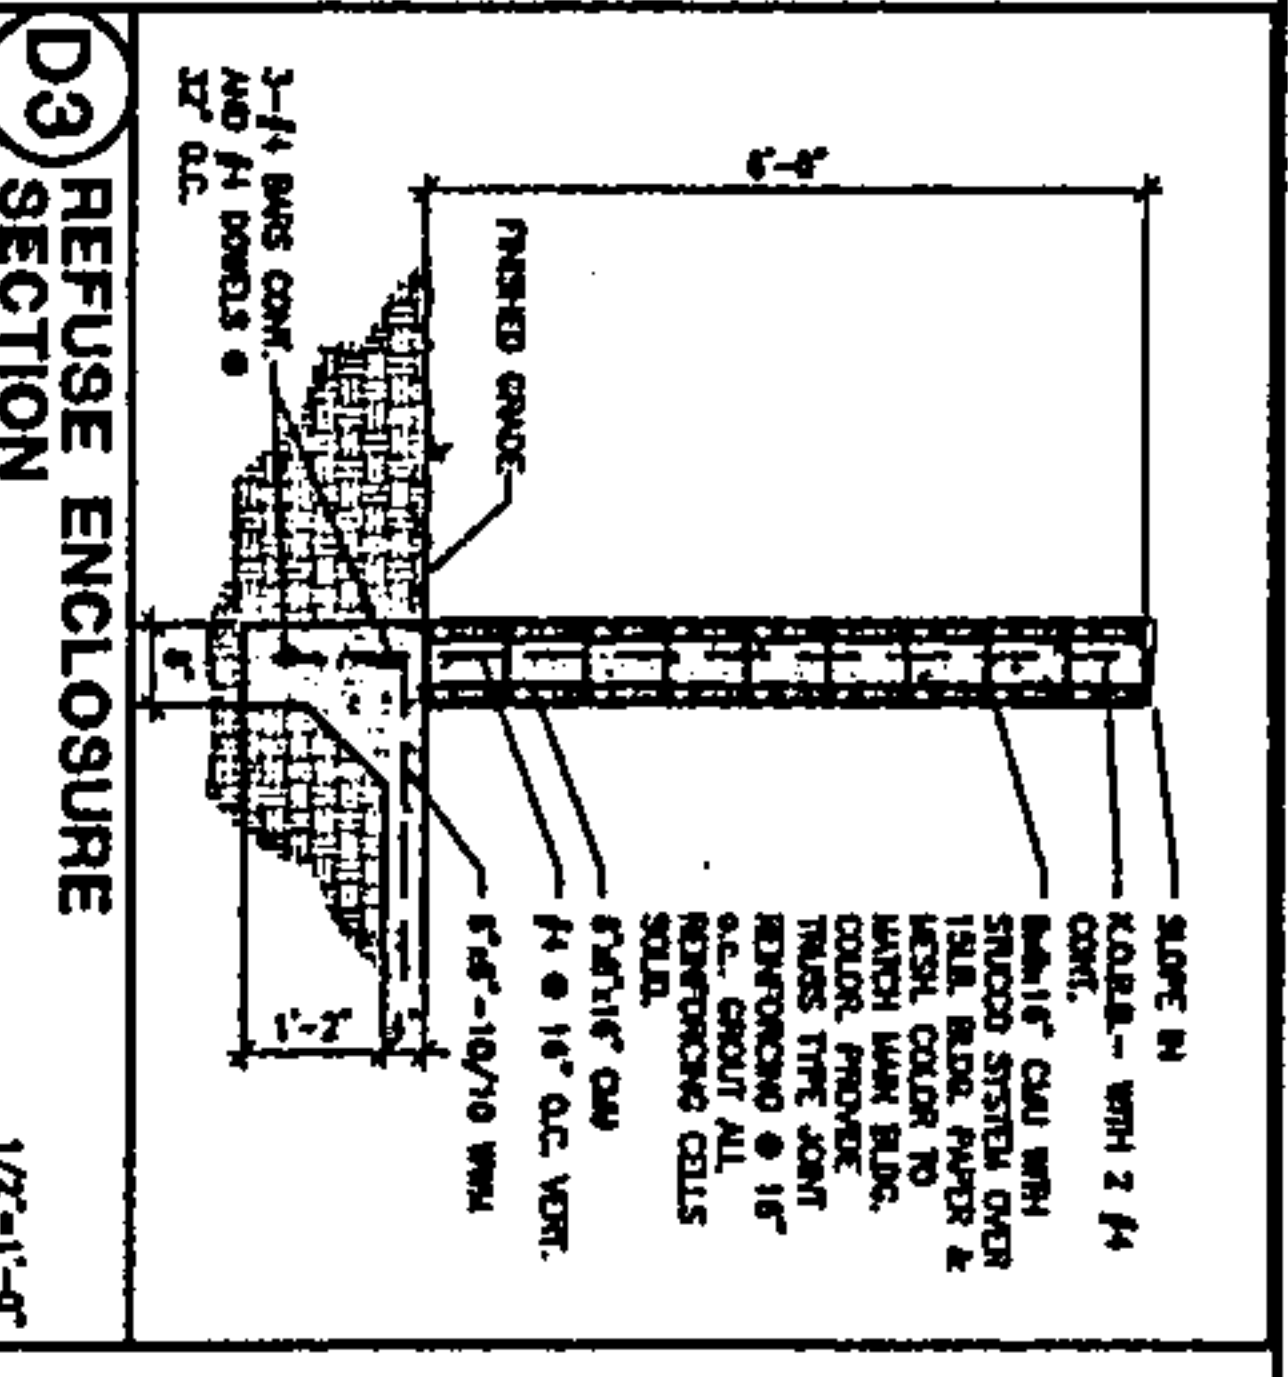 SLOPE IN
K.O.B.B. - WITH 2 #4
CONT.
8x8x16" CMU WITH
STUCCO SYSTEM OVER
15LB. BLDG. PAPER &
MESH. COLOR TO
MATCH MAIN BLDG.
COLOR. PROVIDE
TRUSS TYPE JOINT
REINFORCING @ 16"
O.C. GROUT ALL
REINFORCING CELLS
SOLID.
8"x8"x16" CMU
#4 @ 16" O.C. VERT.
6"x6"-10/10 WWM
6'-0"
FINISHED GRADE
3-#4 BARS CONT.
AND #4 DOWELS @
32" O.C.
8"
1'-2"
4"
D3
REFUSE ENCLOSURE
SECTION
1/2"=1'-0"